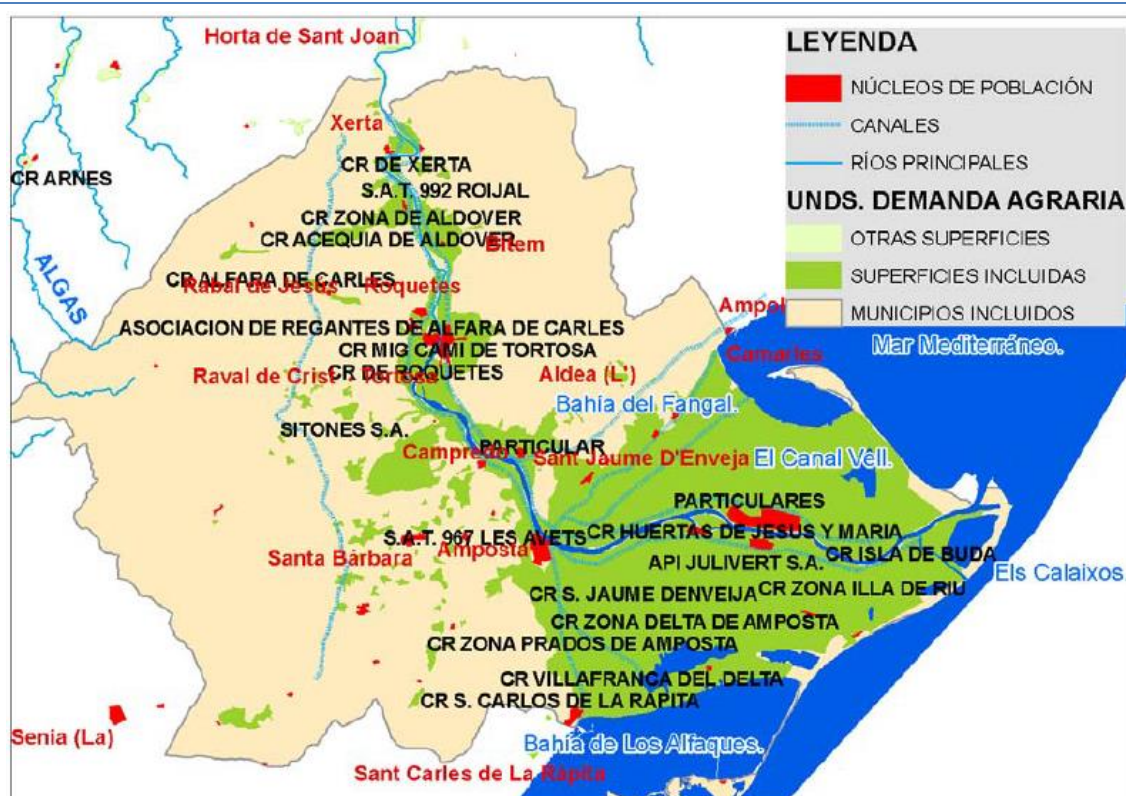 Horta de Sant Joan
LEYENDA
NÚCLEOS DE POBLACIÓN
CANALES
RÍOS PRINCIPALES
UNDS. DEMANDA AGRARIA
OTRAS SUPERFICIES
SUPERFICIES INCLUIDAS
MUNICIPIOS INCLUIDOS
Xerta
CR DE XERTA
CR ARNES
S.A.T. 992 ROIJAL
CR ZONA DE ALDOVER
CR ACEQUIA DE ALDOVER
Bítem
ALGAS
CR ALFARA DE CARLES
Rabal de Jesús
Roquetes
Ampol
ASOCIACION DE REGANTES DE ALFARA DE CARLES
Mar Mediterráneo.
CR MIG CAMI DE TORTOSA
Camarles
Raval de Crist
Tortosa
CR DE ROQUETES
Aldea (L')
Bahía del Fangal.
SITONES S.A.
PARTICULAR
Campredó
Sant Jaume D'Enveja
El Canal Vell.
PARTICULARES
S.A.T. 967 LES AVETS
CR HUERTAS DE JESUS Y MARIA
Santa Bàrbara
Amposta
CR ISLA DE BUDA
API JULIVERT S.A.
Els Calaixos
CR S. JAUME DENVEIJA
CR ZONA ILLA DE RIU
CR ZONA DELTA DE AMPOSTA
CR ZONA PRADOS DE AMPOSTA
CR VILLAFRANCA DEL DELTA
CR S. CARLOS DE LA RAPITA
Senia (La)
Bahía de Los Alfaques.
Sant Carles de La Ràpita